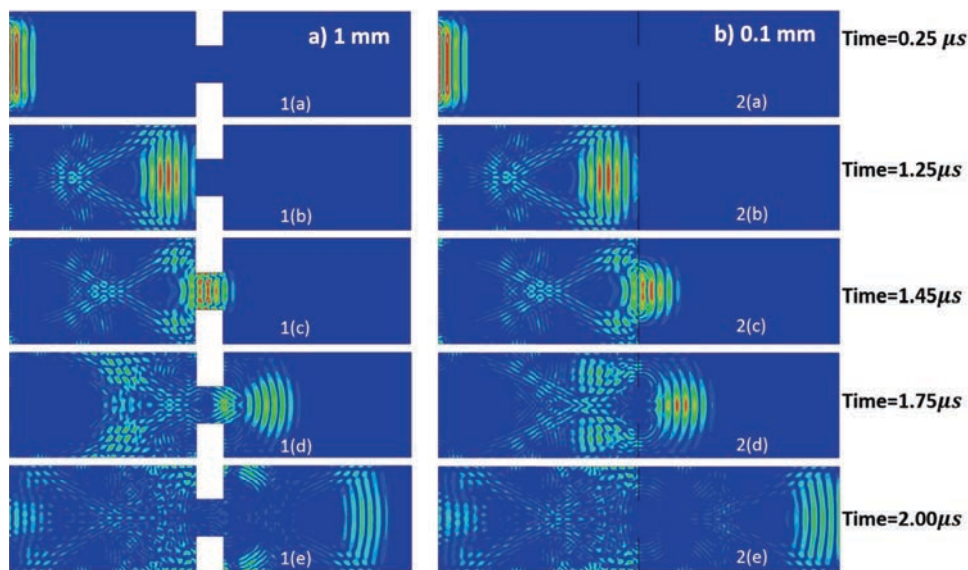 a) 1 mm
b) 0.1 mm
Time=0.25 μs
1(a)
2(a)
Time=1.25μs
1(b)
2(b)
Time=1.45μs
1(c)
2(c)
Time=1.75μs
1(d)
2(d)
Time=2.00μs
1(e)
2(e)